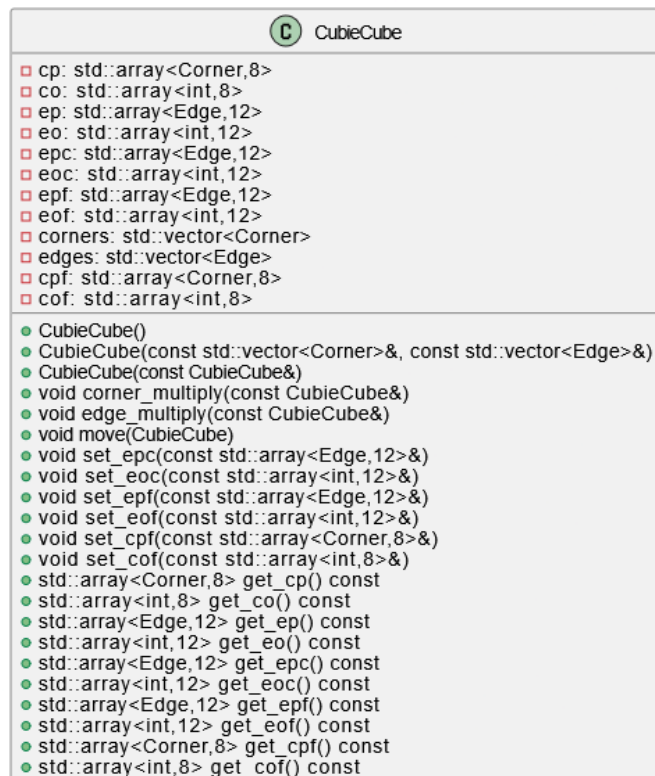 C CubieCube
cp: std::array<Corner,8>
co: std::array<int,8>
ep: std::array<Edge,12>
eo: std::array<int,12>
epc: std::array<Edge,12>
eoc: std::array<int,12>
epf: std::array<Edge,12>
eof: std::array<int,12>
corners: std::vector<Corner>
edges: std::vector<Edge>
cpf: std::array<Corner,8>
cof: std::array<int,8>
CubieCube()
CubieCube(const std::vector<Corner>&, const std::vector<Edge>&)
CubieCube(const CubieCube&)
void corner_multiply(const CubieCube&)
void edge_multiply(const CubieCube&)
void move(CubieCube)
void set_epc(const std::array<Edge,12>&)
void set_eoc(const std::array<int,12>&)
void set_epf(const std::array<Edge,12>&)
void set_eof(const std::array<int,12>&)
void set_cpf(const std::array<Corner,8>&)
void set_cof(const std::array<int,8>&)
std::array<Corner,8> get_cp() const
std::array<int,8> get_co() const
std::array<Edge,12> get_ep() const
std::array<int,12> get_eo() const
std::array<Edge,12> get_epc() const
std::array<int,12> get_eoc() const
std::array<Edge,12> get_epf() const
std::array<int,12> get_eof() const
std::array<Corner,8> get_cpf() const
std::array<int,8> get_cof() const